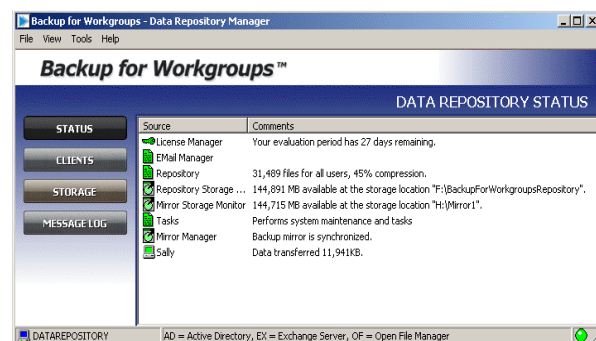 Backup for Workgroups - Data Repository Manager
File View Tools Help
Backup for Workgroups™
DATA REPOSITORY STATUS
STATUS
CLIENTS
STORAGE
MESSAGE LOG
Source Comments
License Manager Your evaluation period has 27 days remaining.
EMail Manager
Repository 31,489 files for all users, 45% compression.
Repository Storage ... 144,891 MB available at the storage location "F:\BackupForWorkgroupsRepository".
Mirror Storage Monitor 144,715 MB available at the storage location "H:\Mirror1".
Tasks Performs system maintenance and tasks
Mirror Manager Backup mirror is synchronized.
Sally Data transferred 11,941KB.
DATAREPOSITORY AD = Active Directory, EX = Exchange Server, OF = Open File Manager